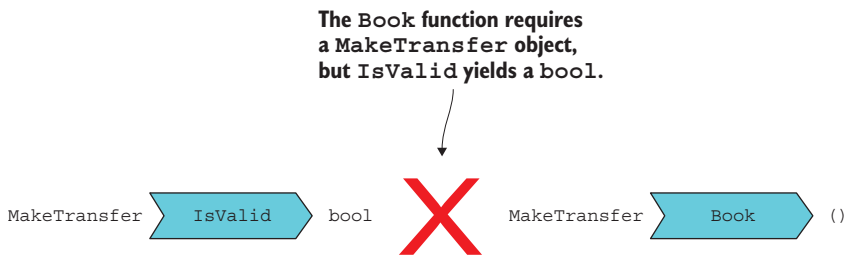 The Book function requires
a MakeTransfer object,
but IsValid yields a bool.
MakeTransfer IsValid bool MakeTransfer Book ()